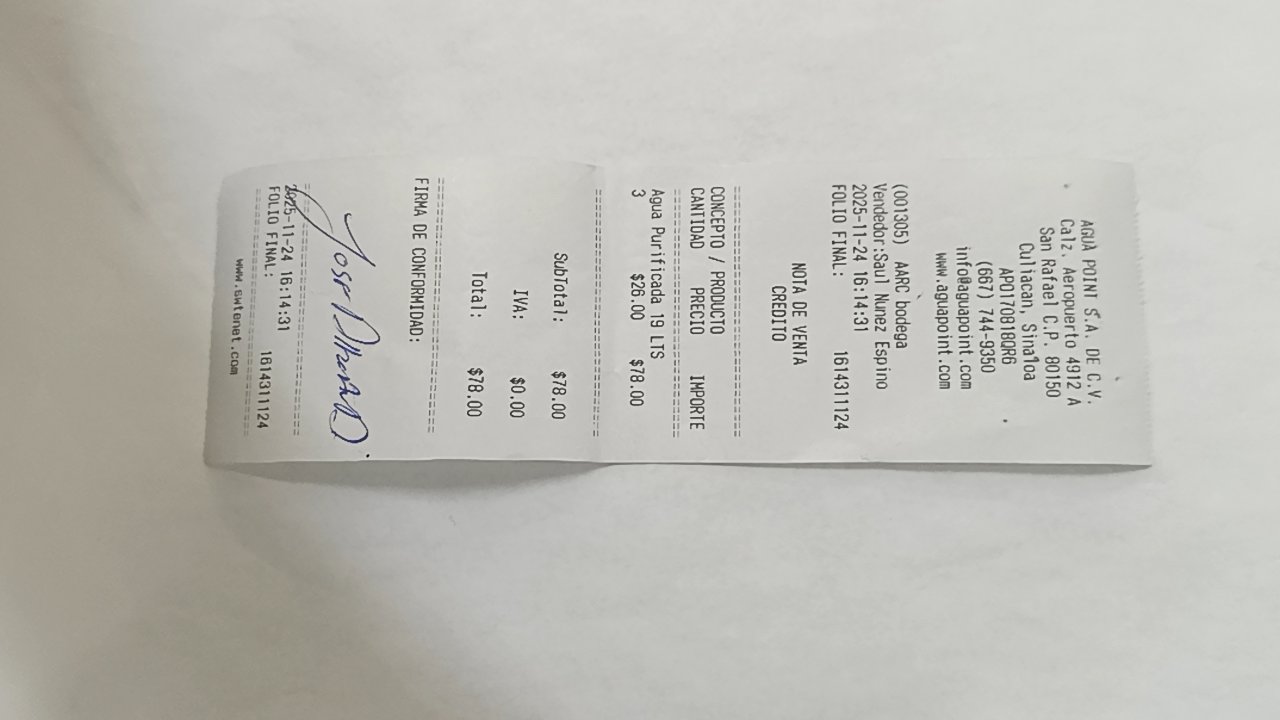 AGUA POINT S.A. DE C.V.
Calz. Aeropuerto 4912 A
San Rafael C.P. 80150
Culiacan, Sinaloa
APO170818QR6
(667) 744-9350
info@aguapoint.com
www.aguapoint.com
(001305) AARC bodega
Vendedor:Saul Nunez Espino
2025-11-24 16:14:31
FOLIO FINAL: 1614311124
NOTA DE VENTA
CREDITO
=============================
CONCEPTO / PRODUCTO
CANTIDAD PRECIO IMPORTE
=============================
Agua Purificada 19 LTS
3 $26.00 $78.00
=============================
SubTotal: $78.00
IVA: $0.00
Total: $78.00
=============================
FIRMA DE CONFORMIDAD:
Jose
=============================
2025-11-24 16:14:31
FOLIO FINAL: 1614311124
=============================
www.ewtenet.com